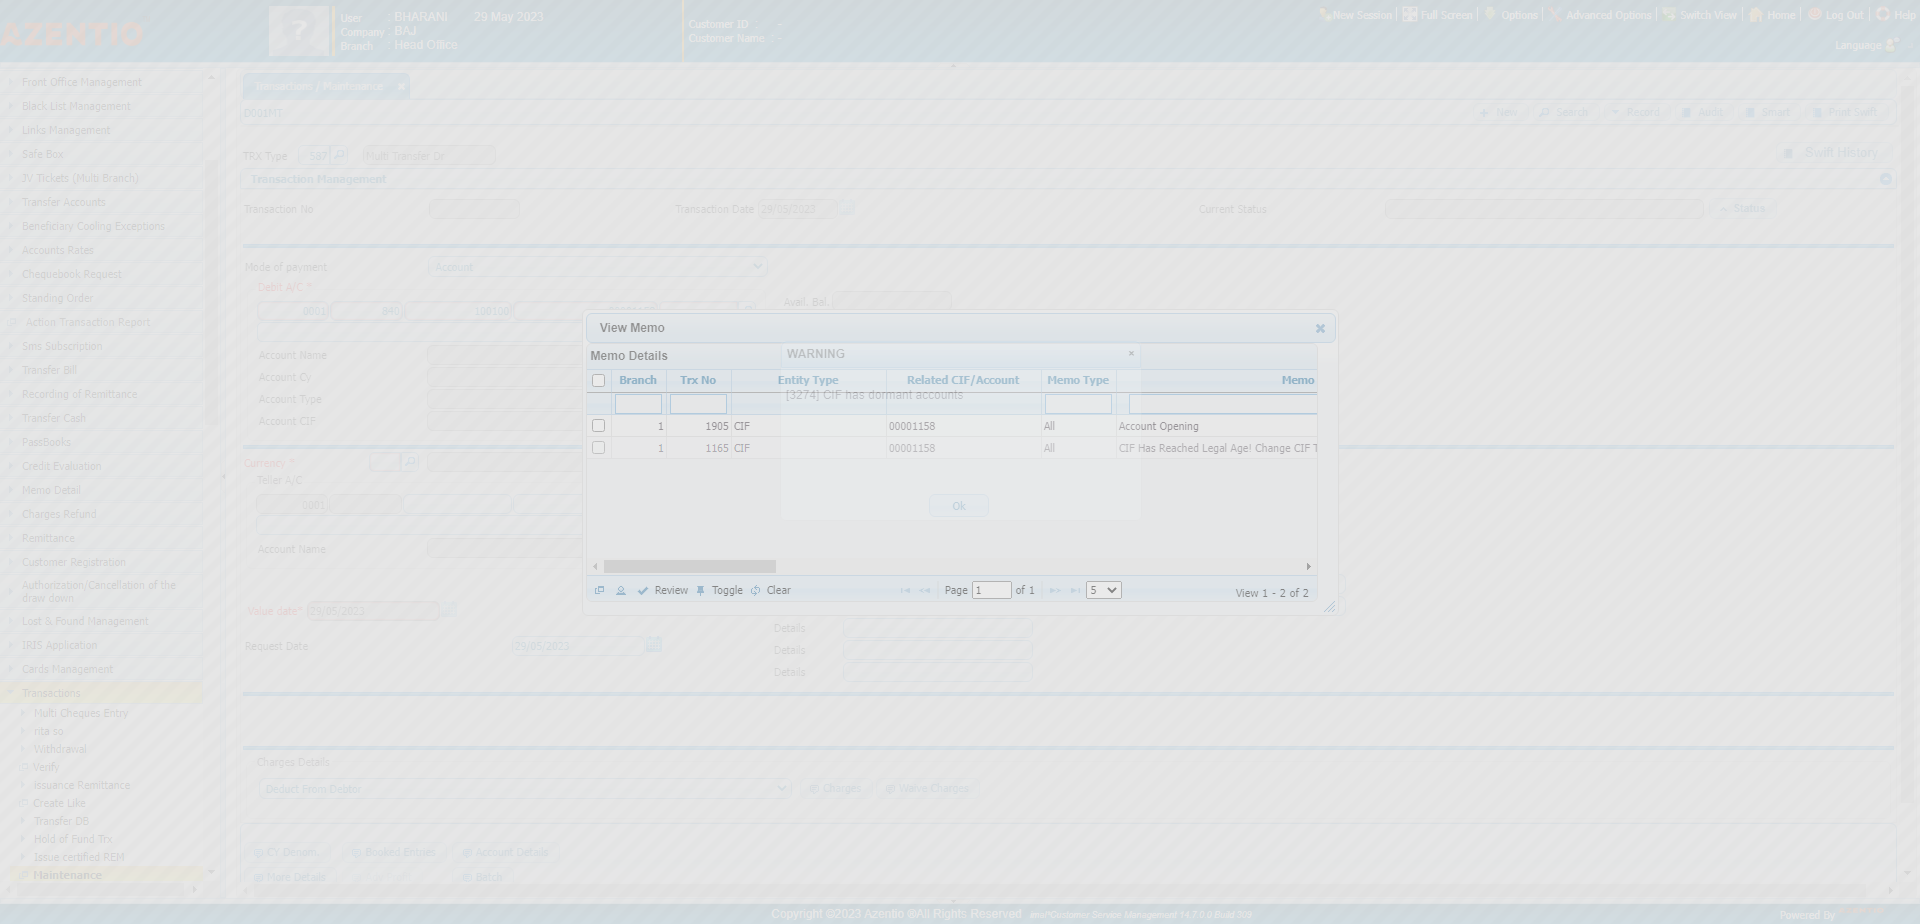 AZENTIO
User BHARANI 29 May 2023
Company BAJ
Branch Head Office
Customer ID -
Customer Name -
New Session Full Screen Options Advanced Options Switch View Home Log Out Help
Language
Front Office Management
Black List Management
Links Management
Safe Box
JV Tickets (Multi Branch)
Transfer Accounts
Beneficiary Cooling Exceptions
Accounts Rates
Chequebook Request
Standing Order
Action Transaction Report
Sms Subscription
Transfer Bill
Recording of Remittance
Transfer Cash
PassBooks
Credit Evaluation
Memo Detail
Charges Refund
Remittance
Customer Registration
Authorization/Cancellation of the
draw down
Lost & Found Management
IRIS Application
Cards Management
Transactions
Multi Cheques Entry
rita so
Withdrawal
Verify
issuance Remittance
Create Like
Transfer DB
Hold of Fund Trx
Issue certified REM
Maintenance
Transactions / Maintenance
D001MT
New Search Record Audit Smart Print Swift
TRX Type 587 Multi Transfer Dr
Swift History
Transaction Management
Transaction No Transaction Date 29/05/2023 Current Status Status
Mode of payment Account
Debit A/C *
0001 840 100100
Avail. Bal.
Account Name
Account Cy
Account Type
Account CIF
Currency *
Teller A/C
0001
Account Name
Value date* 29/05/2023
Request Date 29/05/2023
Details
Details
Details
Charges Details
Deduct From Debtor Charges Waive Charges
CY Denom. Booked Entries Account Details
More Details Batch
View Memo
Memo Details
Branch Trx No Entity Type Related CIF/Account Memo Type Memo
1 1905 CIF 00001158 All Account Opening
1 1165 CIF 00001158 All CIF Has Reached Legal Age! Change CIF T
Review Toggle Clear Page 1 of 1 5 View 1 - 2 of 2
WARNING
[3274] CIF has dormant accounts
Ok
Copyright ©2023 Azentio ®All Rights Reserved imal®Customer Service Management 14.7.0.0 Build 009
Powered By